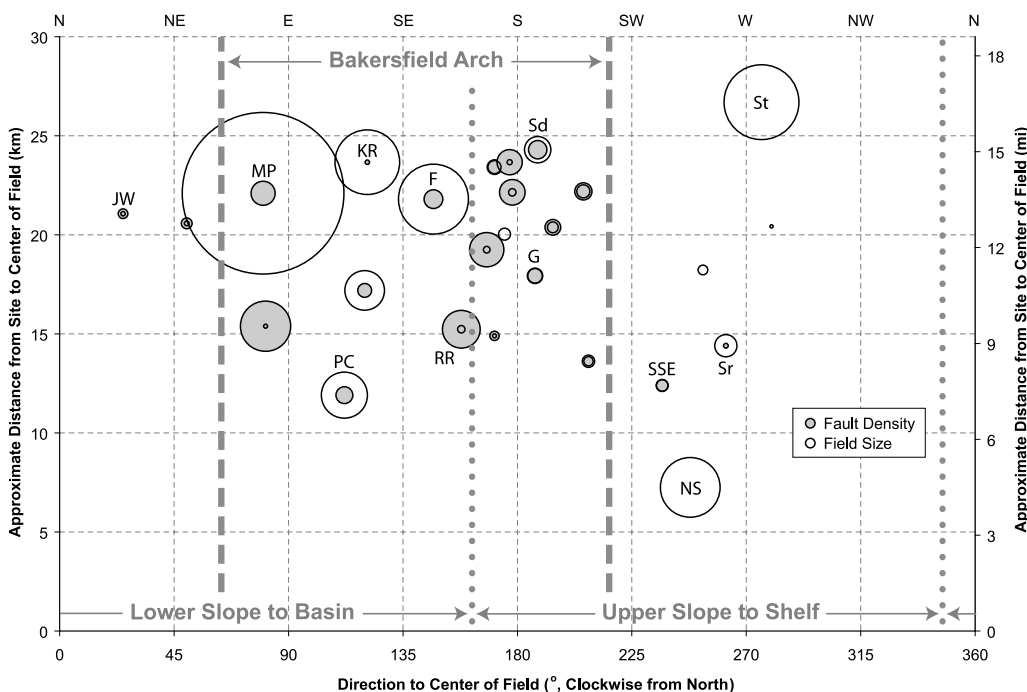 N NE E SE S SW W NW N
Bakersfield Arch
Approximate Distance from Site to Center of Field (km)
30
25
20
15
10
5
0
Approximate Distance from Site to Center of Field (mi)
18
15
12
9
6
3
0
St
Sd
KR
MP
F
JW
G
RR
PC
SSE
Sr
NS
Fault Density
Field Size
Lower Slope to Basin
Upper Slope to Shelf
0 45 90 135 180 225 270 315 360
Direction to Center of Field (°, Clockwise from North)